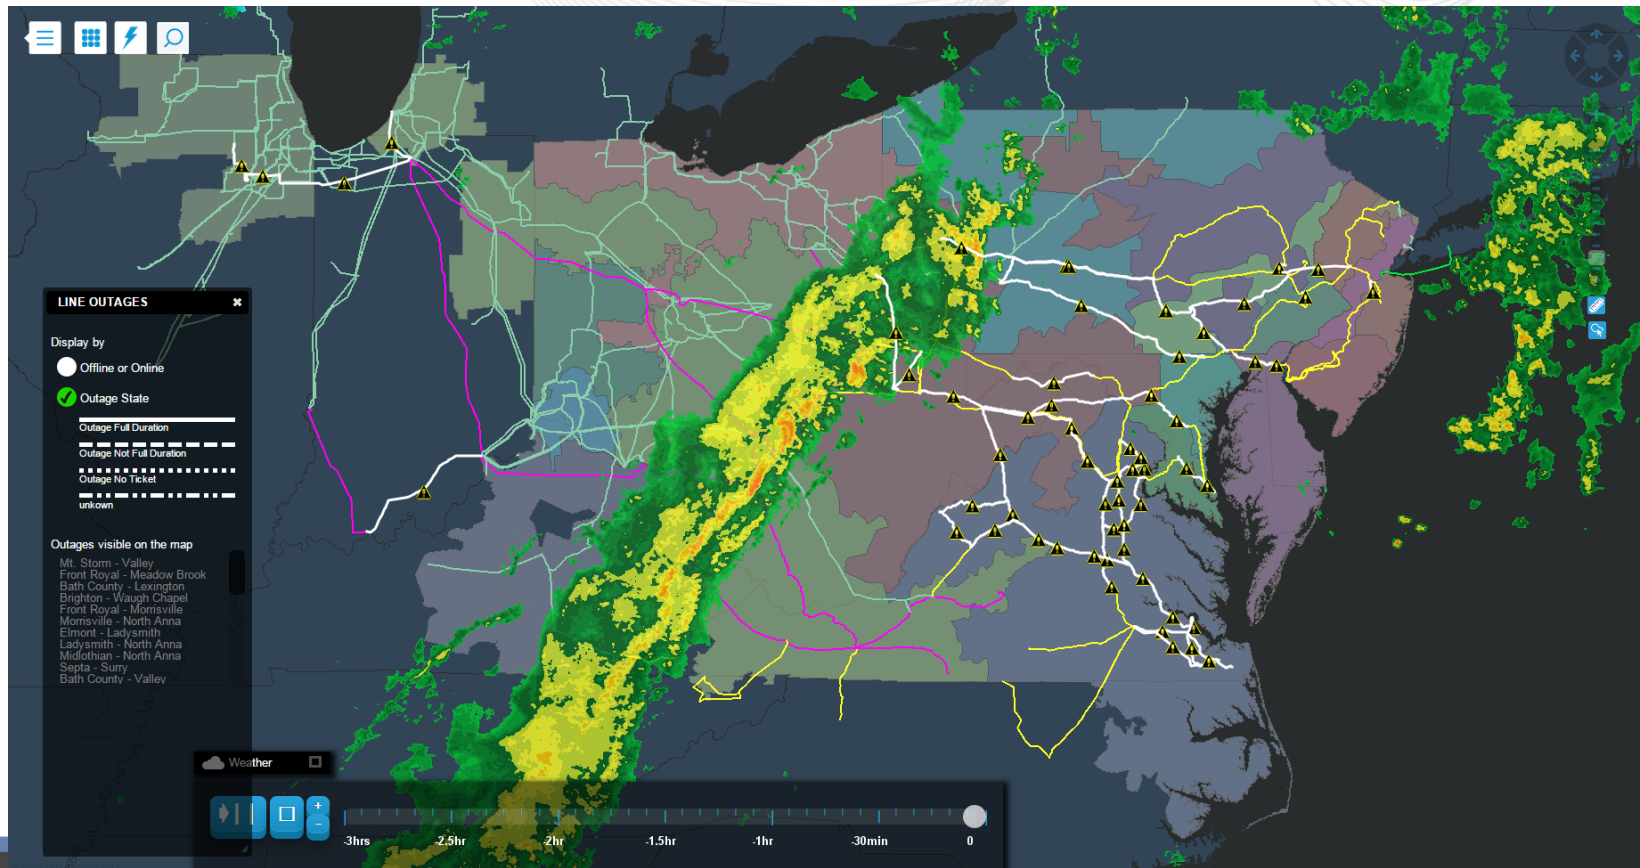 LINE OUTAGES
Display by
Offline or Online
Outage State
Outage Full Duration
Outage Not Full Duration
Outage No Ticket
unkown
Outages visible on the map
Mt. Storm - Valley
Front Royal - Meadow Brook
Bath County - Lexington
Brighton - Waugh Chapel
Front Royal - Morrisville
Morrisville - North Anna
Elmont - Ladysmith
Ladysmith - North Anna
Midlothian - North Anna
Septa - Surry
Bath County - Valley
Weather
+
−
-3hrs -2.5hr -2hr -1.5hr -1hr -30min 0